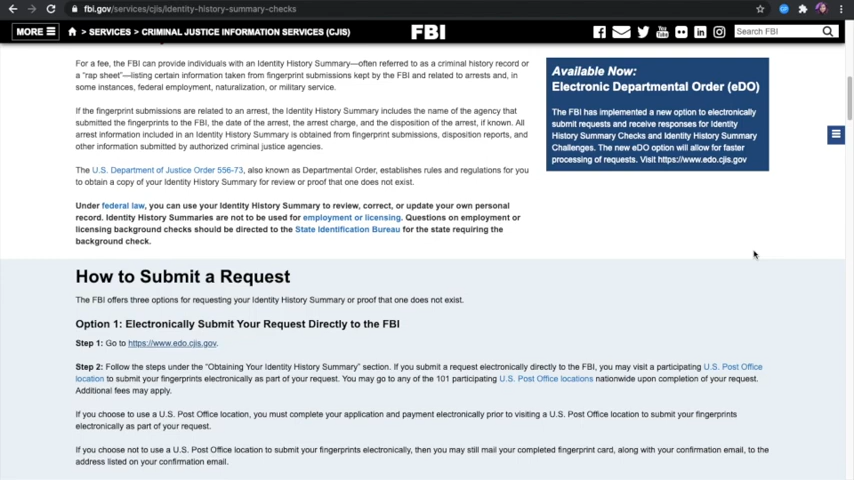 fbi.gov/services/cjis/identity-history-summary-checks
MORE
> SERVICES > CRIMINAL JUSTICE INFORMATION SERVICES (CJIS)
FBI
Search FBI
For a fee, the FBI can provide individuals with an Identity History Summary—often referred to as a criminal history record or
a “rap sheet”—listing certain information taken from fingerprint submissions kept by the FBI and related to arrests and, in
some instances, federal employment, naturalization, or military service.
If the fingerprint submissions are related to an arrest, the Identity History Summary includes the name of the agency that
submitted the fingerprints to the FBI, the date of the arrest, the arrest charge, and the disposition of the arrest, if known. All
arrest information included in an Identity History Summary is obtained from fingerprint submissions, disposition reports, and
other information submitted by authorized criminal justice agencies.
The U.S. Department of Justice Order 556-73, also known as Departmental Order, establishes rules and regulations for you
to obtain a copy of your Identity History Summary for review or proof that one does not exist.
Under federal law, you can use your Identity History Summary to review, correct, or update your own personal
record. Identity History Summaries are not to be used for employment or licensing. Questions on employment or
licensing background checks should be directed to the State Identification Bureau for the state requiring the
background check.
Available Now:
Electronic Departmental Order (eDO)
The FBI has implemented a new option to electronically
submit requests and receive responses for Identity
History Summary Checks and Identity History Summary
Challenges. The new eDO option will allow for faster
processing of requests. Visit https://www.edo.cjis.gov
How to Submit a Request
The FBI offers three options for requesting your Identity History Summary or proof that one does not exist.
Option 1: Electronically Submit Your Request Directly to the FBI
Step 1: Go to https://www.edo.cjis.gov.
Step 2: Follow the steps under the “Obtaining Your Identity History Summary” section. If you submit a request electronically directly to the FBI, you may visit a participating U.S. Post Office
location to submit your fingerprints electronically as part of your request. You may go to any of the 101 participating U.S. Post Office locations nationwide upon completion of your request.
Additional fees may apply.
If you choose to use a U.S. Post Office location, you must complete your application and payment electronically prior to visiting a U.S. Post Office location to submit your fingerprints
electronically as part of your request.
If you choose not to use a U.S. Post Office location to submit your fingerprints electronically, then you may still mail your completed fingerprint card, along with your confirmation email, to the
address listed on your confirmation email.